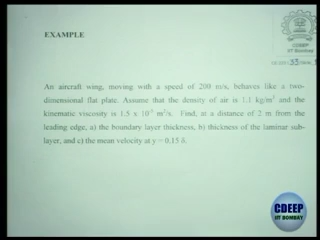 EXAMPLE
CDEEP
IIT Bombay
An aircraft wing, moving with a speed of 200 m/s, behaves like a two-
dimensional flat plate. Assume that the density of air is 1.1 kg/m³ and the
kinematic viscosity is 1.5 x 10⁻⁵ m²/s. Find, at a distance of 2 m from the
leading edge, a) the boundary layer thickness, b) thickness of the laminar sub-
layer, and c) the mean velocity at y = 0.15 δ.
CDEEP
IIT BOMBAY